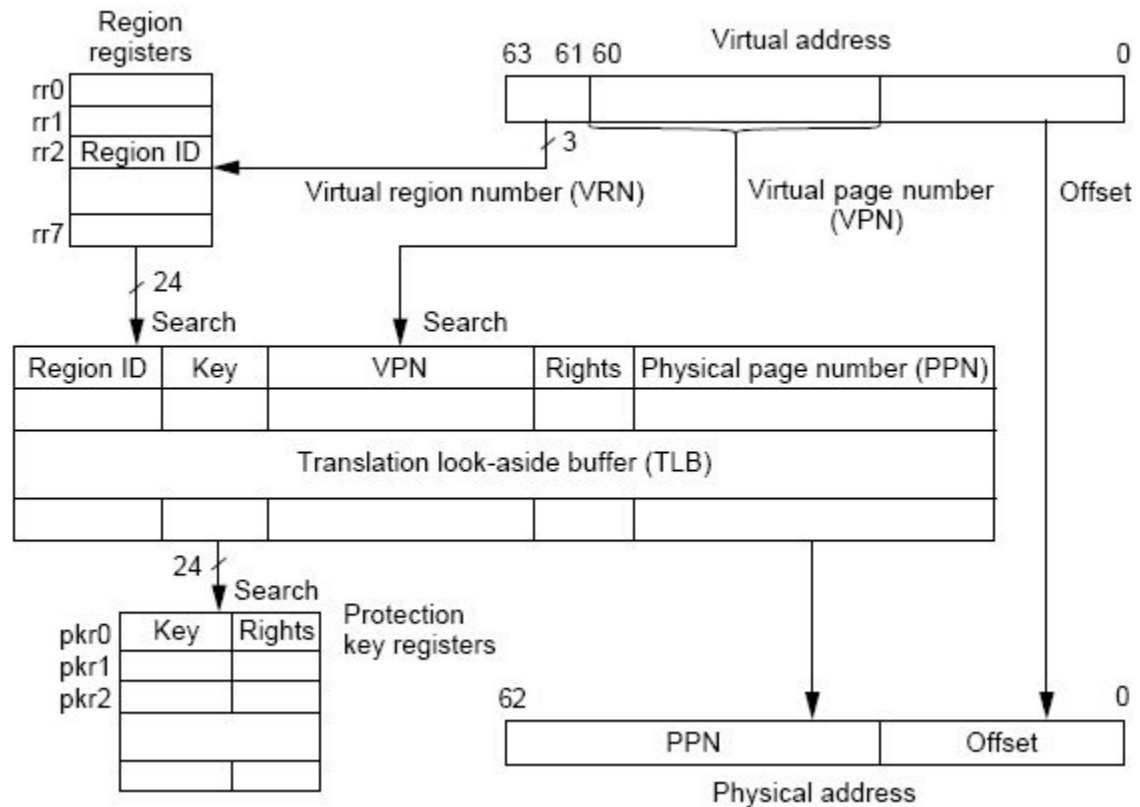 Region
registers
Virtual address
63 61 60 0
rr0
rr1
rr2 Region ID
rr7
3
Virtual region number (VRN)
Virtual page number
(VPN)
Offset
24
Search Search
Region ID Key VPN Rights Physical page number (PPN)
Translation look-aside buffer (TLB)
24
Search
Protection
key registers
pkr0 Key Rights
pkr1
pkr2
62 0
PPN Offset
Physical address